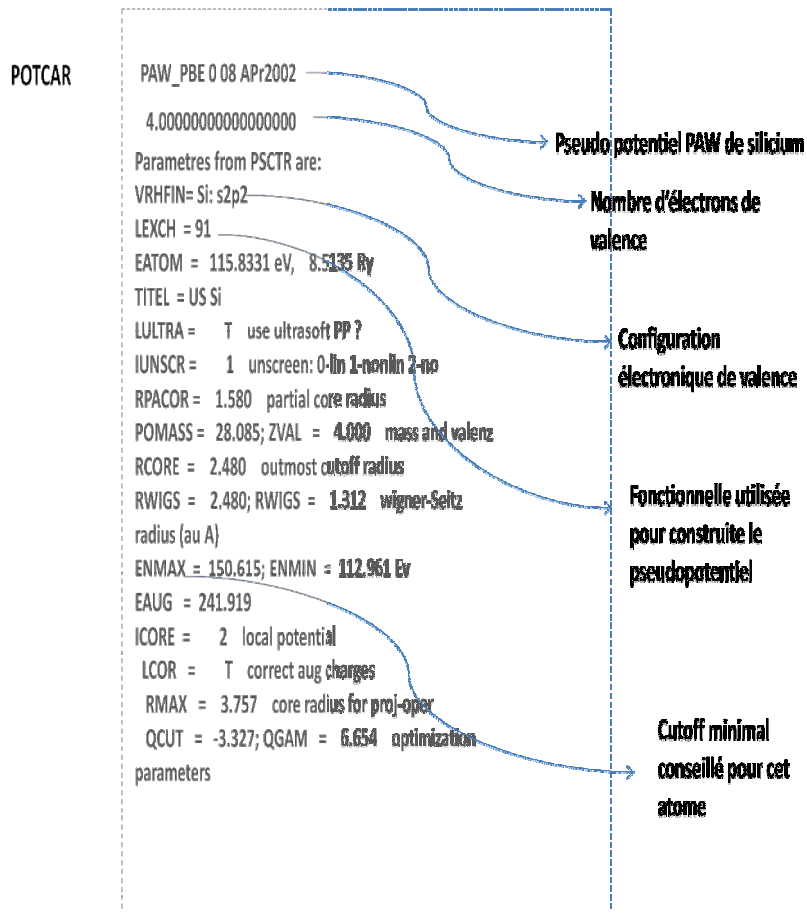 POTCAR
PAW_PBE 0 08 APr2002
4.00000000000000000
Parametres from PSCTR are:
VRHFIN= Si: s2p2
LEXCH = 91
EATOM = 115.8331 eV, 8.5135 Ry
TITEL = US Si
LULTRA = T use ultrasoft PP ?
IUNSCR = 1 unscreen: 0-lin 1-nonlin 2-no
RPACOR = 1.580 partial core radius
POMASS = 28.085; ZVAL = 4.000 mass and valenz
RCORE = 2.480 outmost cutoff radius
RWIGS = 2.480; RWIGS = 1.312 wigner-Seitz
radius (au A)
ENMAX = 150.615; ENMIN = 112.961 Ev
EAUG = 241.919
ICORE = 2 local potential
LCOR = T correct aug charges
RMAX = 3.757 core radius for proj-oper
QCUT = -3.327; QGAM = 6.654 optimization
parameters
Pseudo potentiel PAW de silicium
Nombre d'électrons de
valence
Configuration
électronique de valence
Fonctionnelle utilisée
pour construite le
pseudopotentiel
Cutoff minimal
conseillé pour cet
atome